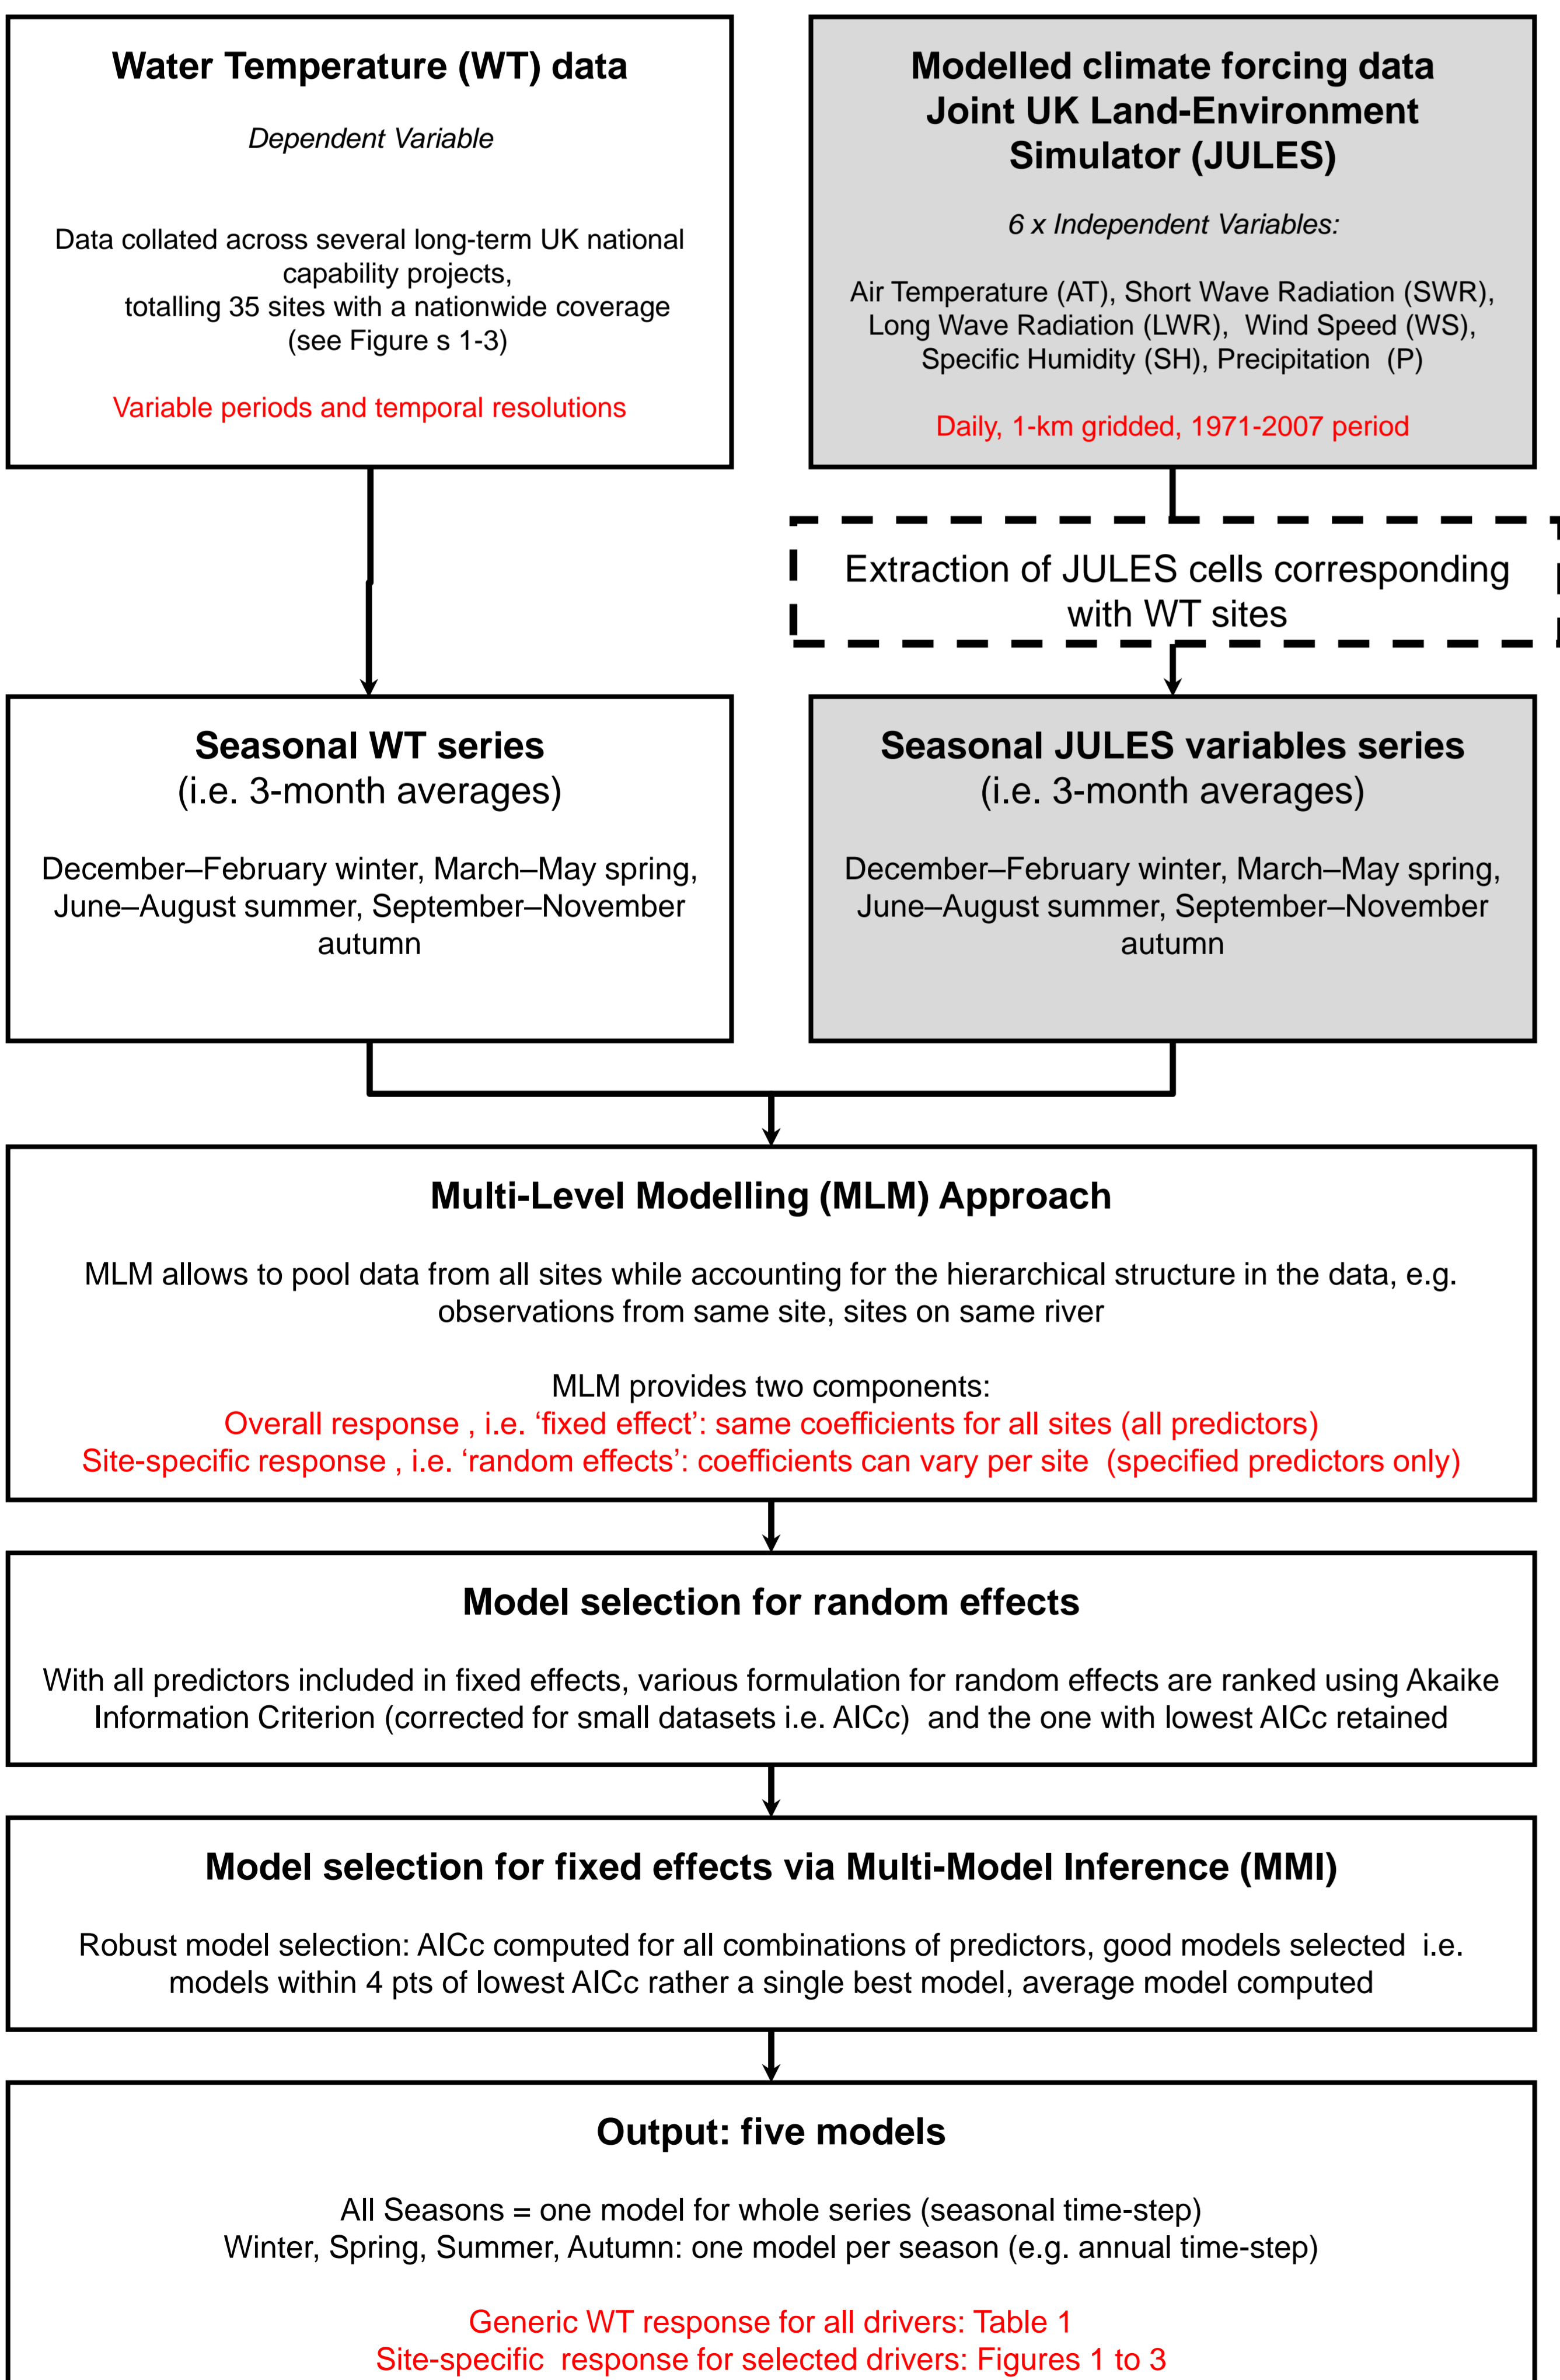 Water Temperature (WT) data
Dependent Variable
Data collated across several long-term UK national
capability projects,
totalling 35 sites with a nationwide coverage
(see Figure s 1-3)
Variable periods and temporal resolutions
Modelled climate forcing data
Joint UK Land-Environment
Simulator (JULES)
6 x Independent Variables:
Air Temperature (AT), Short Wave Radiation (SWR),
Long Wave Radiation (LWR), Wind Speed (WS),
Specific Humidity (SH), Precipitation (P)
Daily, 1-km gridded, 1971-2007 period
Extraction of JULES cells corresponding
with WT sites
Seasonal WT series
(i.e. 3-month averages)
December–February winter, March–May spring,
June–August summer, September–November
autumn
Seasonal JULES variables series
(i.e. 3-month averages)
December–February winter, March–May spring,
June–August summer, September–November
autumn
Multi-Level Modelling (MLM) Approach
MLM allows to pool data from all sites while accounting for the hierarchical structure in the data, e.g.
observations from same site, sites on same river
MLM provides two components:
Overall response , i.e. ‘fixed effect’: same coefficients for all sites (all predictors)
Site-specific response , i.e. ‘random effects’: coefficients can vary per site (specified predictors only)
Model selection for random effects
With all predictors included in fixed effects, various formulation for random effects are ranked using Akaike
Information Criterion (corrected for small datasets i.e. AICc) and the one with lowest AICc retained
Model selection for fixed effects via Multi-Model Inference (MMI)
Robust model selection: AICc computed for all combinations of predictors, good models selected i.e.
models within 4 pts of lowest AICc rather a single best model, average model computed
Output: five models
All Seasons = one model for whole series (seasonal time-step)
Winter, Spring, Summer, Autumn: one model per season (e.g. annual time-step)
Generic WT response for all drivers: Table 1
Site-specific response for selected drivers: Figures 1 to 3